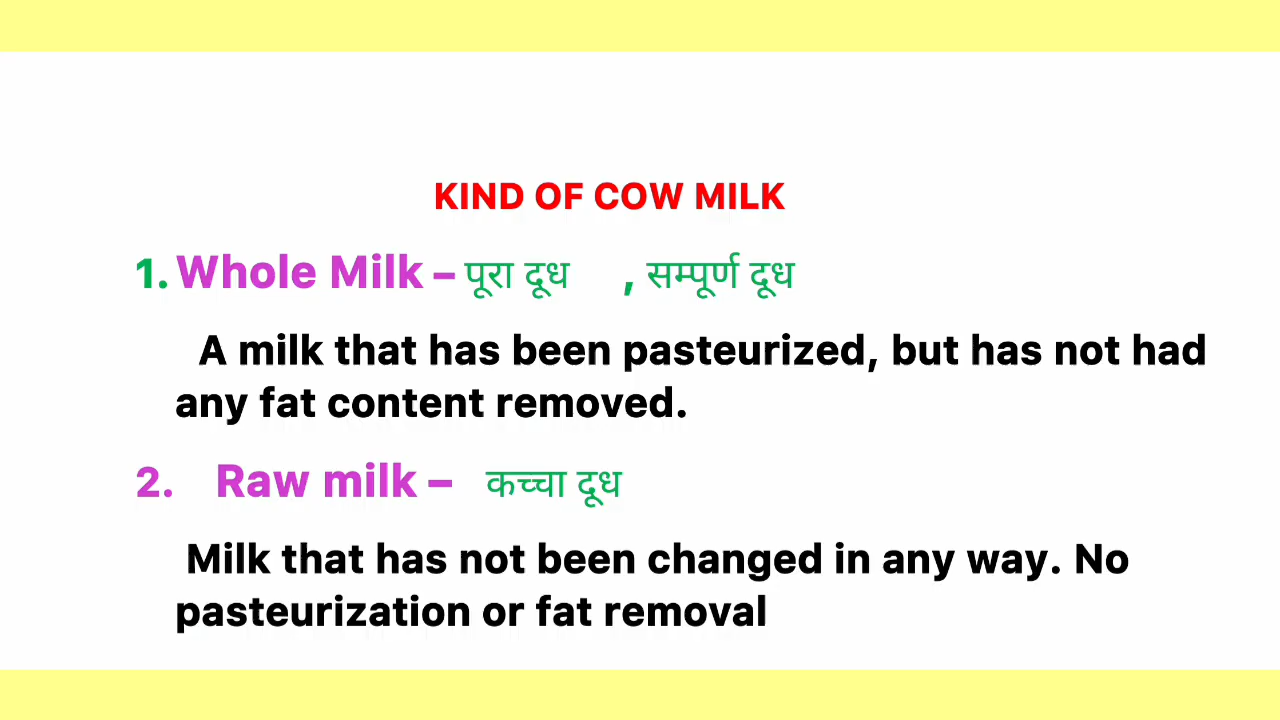 KIND OF COW MILK
1. Whole Milk – पूरा दूध , सम्पूर्ण दूध
A milk that has been pasteurized, but has not had
any fat content removed.
2. Raw milk – कच्चा दूध
Milk that has not been changed in any way. No
pasteurization or fat removal